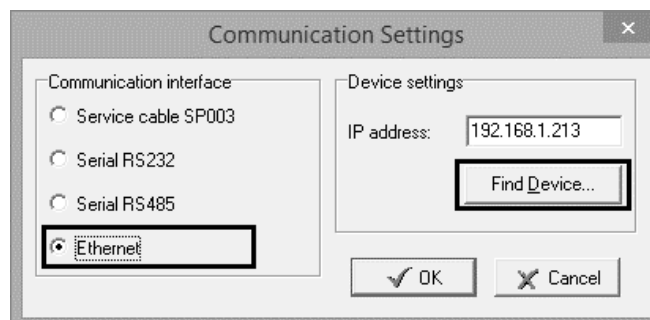 Communication Settings
Communication interface
Service cable SP003
Serial RS232
Serial RS485
Ethernet
Device settings
IP address: 192.168.1.213
Find Device...
OK
Cancel